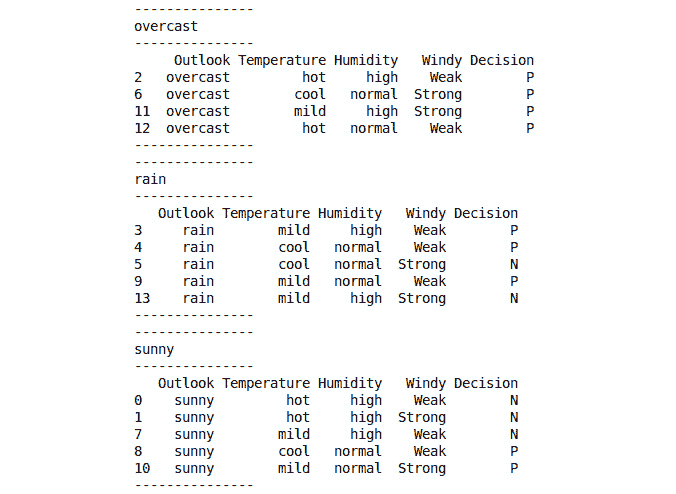 ---------------
overcast
---------------
     Outlook Temperature Humidity   Windy Decision
2   overcast         hot     high    Weak        P
6   overcast        cool   normal  Strong        P
11  overcast        mild     high  Strong        P
12  overcast         hot   normal    Weak        P
---------------
---------------
rain
---------------
   Outlook Temperature Humidity   Windy Decision
3     rain        mild     high    Weak        P
4     rain        cool   normal    Weak        P
5     rain        cool   normal  Strong        N
9     rain        mild   normal    Weak        P
13    rain        mild     high  Strong        N
---------------
---------------
sunny
---------------
   Outlook Temperature Humidity   Windy Decision
0    sunny         hot     high    Weak        N
1    sunny         hot     high  Strong        N
7    sunny        mild     high    Weak        N
8    sunny        cool   normal    Weak        P
10   sunny        mild   normal  Strong        P
---------------